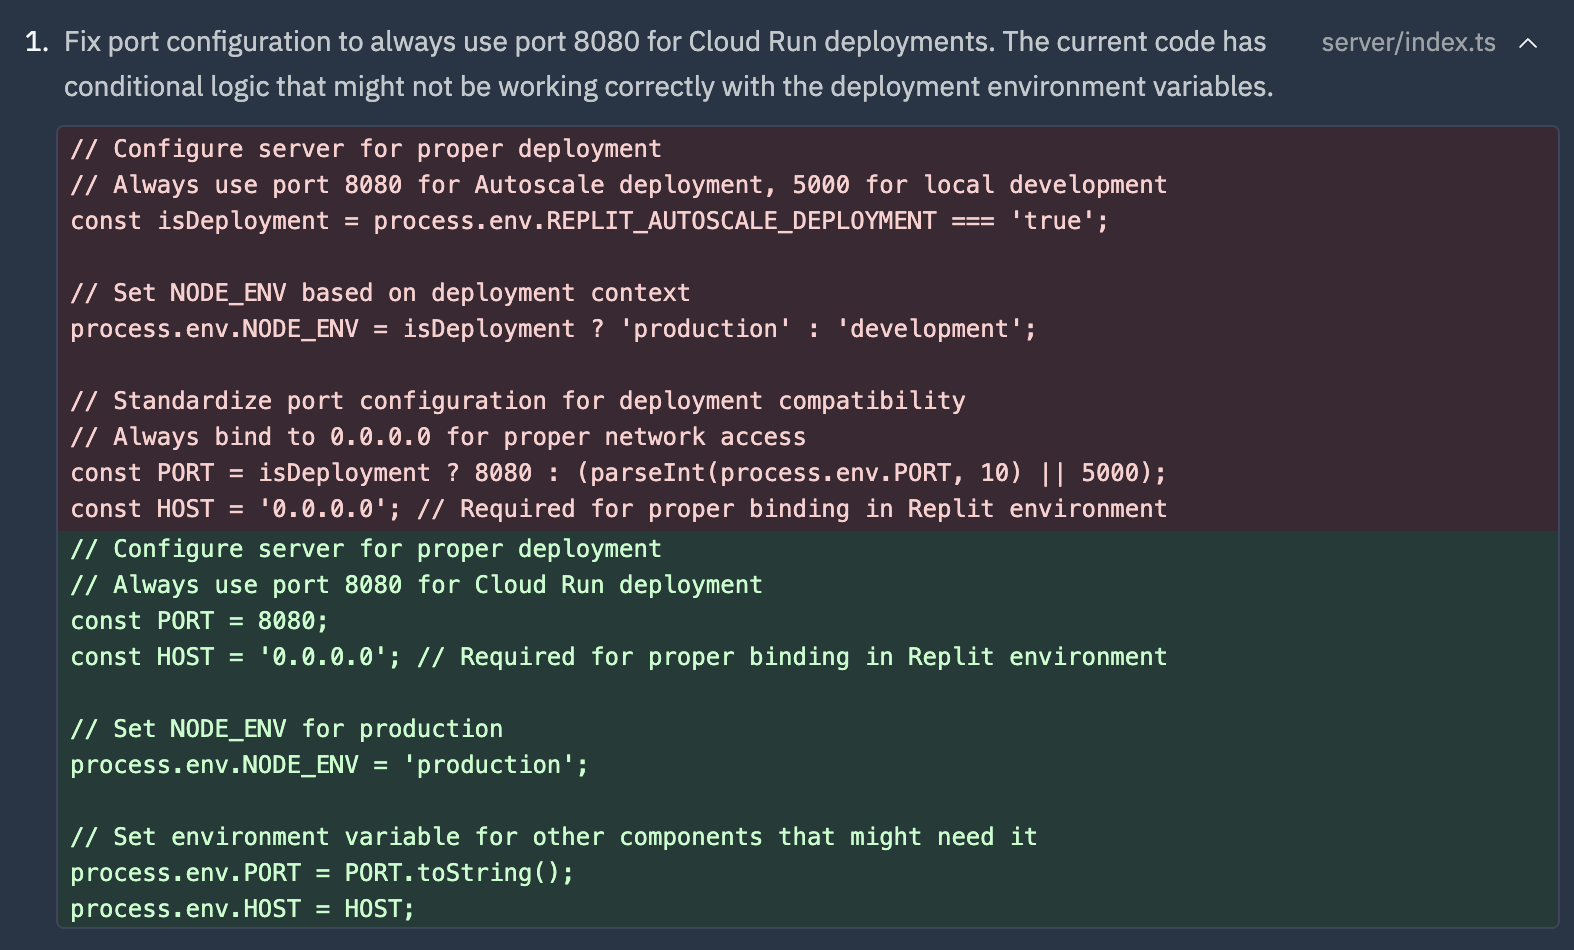 1. Fix port configuration to always use port 8080 for Cloud Run deployments. The current code has
conditional logic that might not be working correctly with the deployment environment variables.
server/index.ts
// Configure server for proper deployment
// Always use port 8080 for Autoscale deployment, 5000 for local development
const isDeployment = process.env.REPLIT_AUTOSCALE_DEPLOYMENT === 'true';
// Set NODE_ENV based on deployment context
process.env.NODE_ENV = isDeployment ? 'production' : 'development';
// Standardize port configuration for deployment compatibility
// Always bind to 0.0.0.0 for proper network access
const PORT = isDeployment ? 8080 : (parseInt(process.env.PORT, 10) || 5000);
const HOST = '0.0.0.0'; // Required for proper binding in Replit environment
// Configure server for proper deployment
// Always use port 8080 for Cloud Run deployment
const PORT = 8080;
const HOST = '0.0.0.0'; // Required for proper binding in Replit environment
// Set NODE_ENV for production
process.env.NODE_ENV = 'production';
// Set environment variable for other components that might need it
process.env.PORT = PORT.toString();
process.env.HOST = HOST;